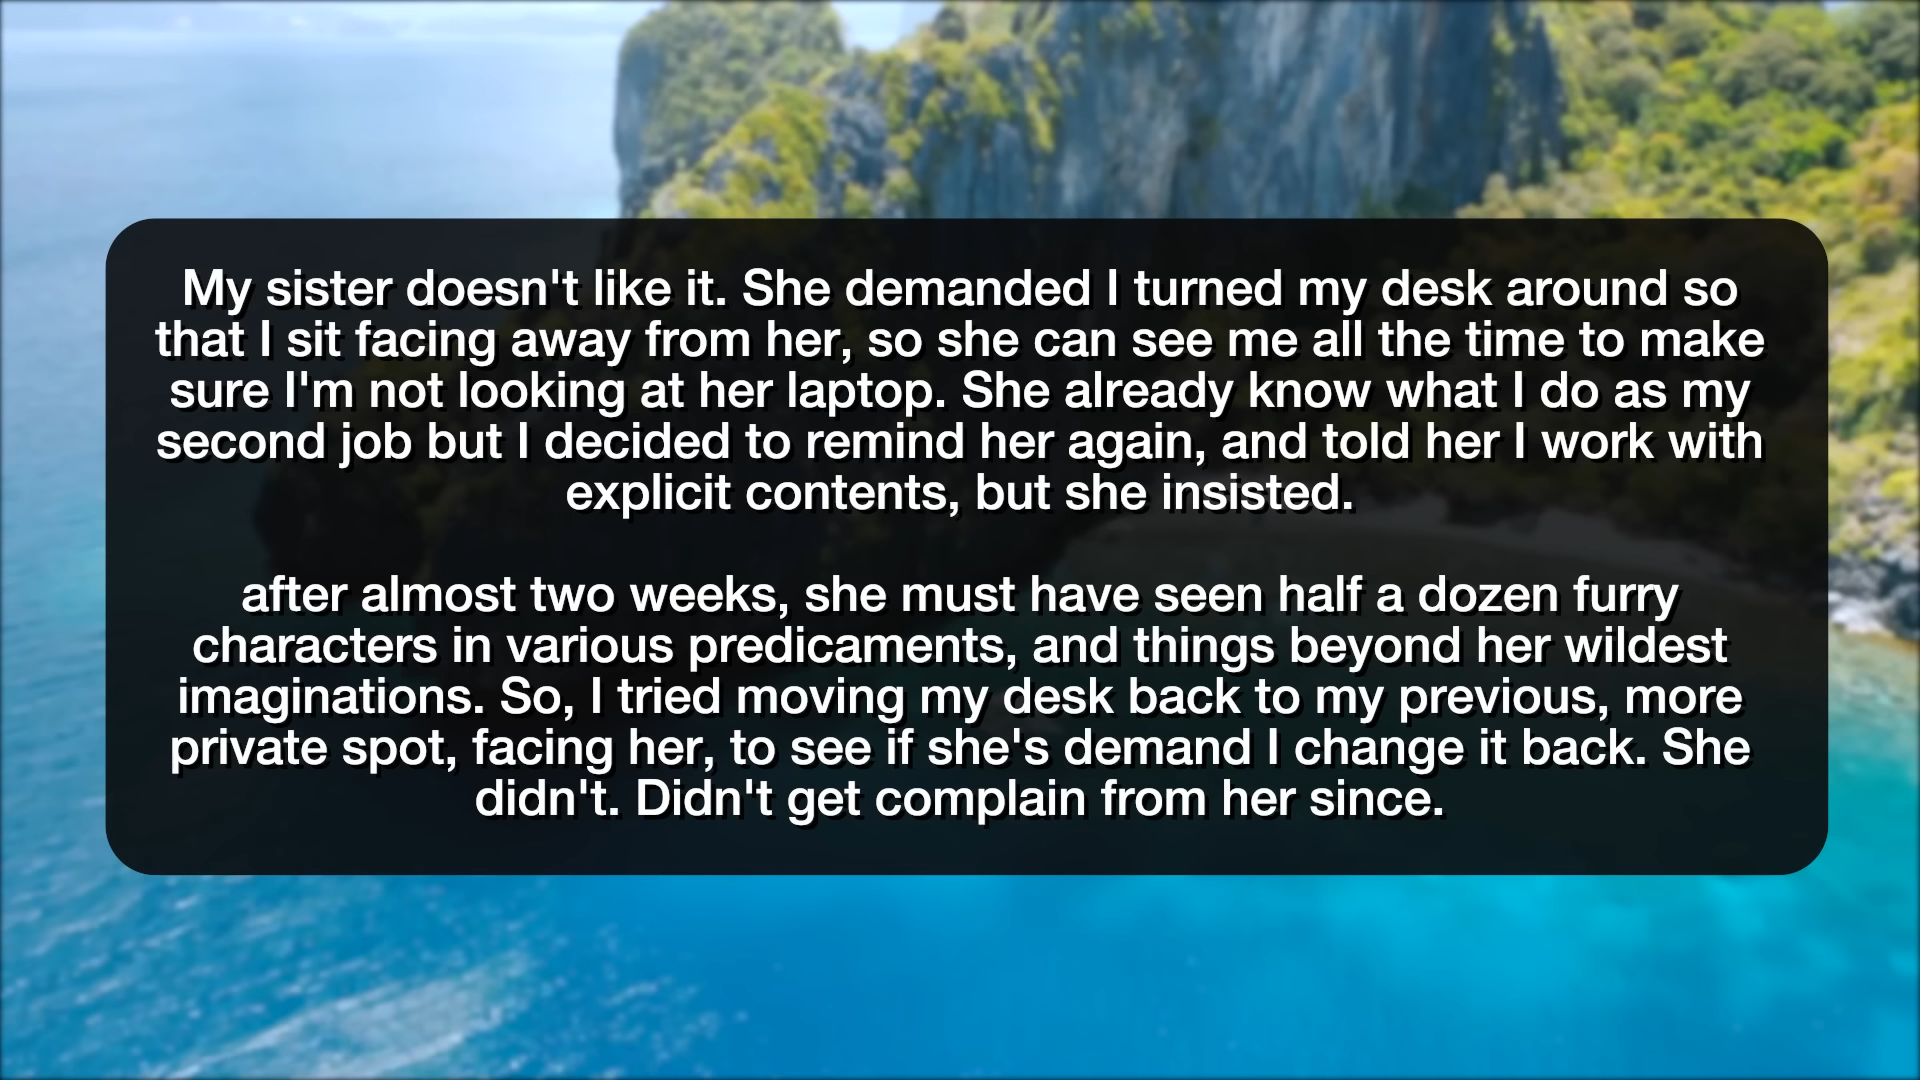 My sister doesn't like it. She demanded I turned my desk around so
that I sit facing away from her, so she can see me all the time to make
sure I'm not looking at her laptop. She already know what I do as my
second job but I decided to remind her again, and told her I work with
explicit contents, but she insisted.
after almost two weeks, she must have seen half a dozen furry
characters in various predicaments, and things beyond her wildest
imaginations. So, I tried moving my desk back to my previous, more
private spot, facing her, to see if she's demand I change it back. She
didn't. Didn't get complain from her since.